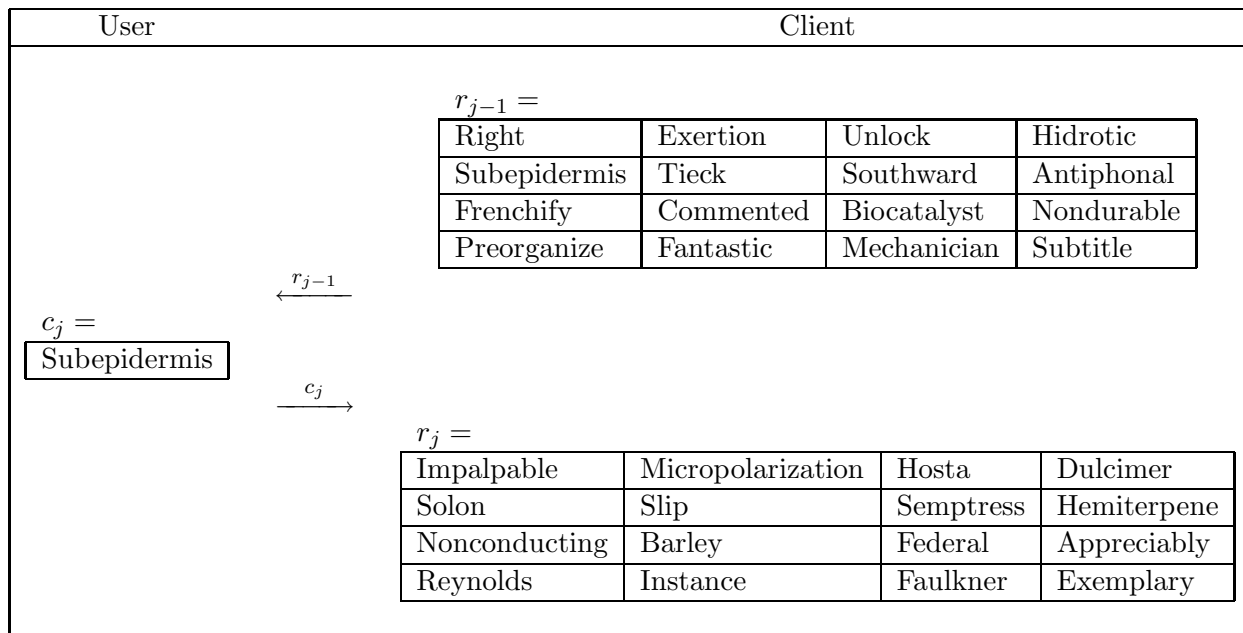 User Client
r_{j−1} =
Right Exertion Unlock Hidrotic
Subepidermis Tieck Southward Antiphonal
Frenchify Commented Biocatalyst Nondurable
Preorganize Fantastic Mechanician Subtitle
r_{j−1}
c_j =
Subepidermis
c_j
r_j =
Impalpable Micropolarization Hosta Dulcimer
Solon Slip Semptress Hemiterpene
Nonconducting Barley Federal Appreciably
Reynolds Instance Faulkner Exemplary